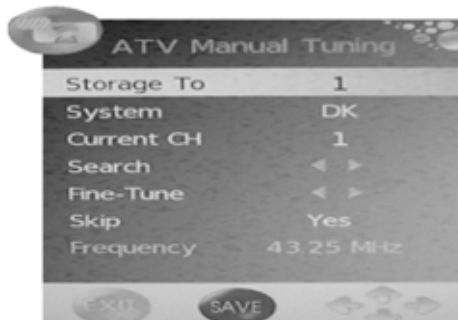 ATV Manual Tuning
Storage To 1
System DK
Current CH 1
Search
Fine-Tune
Skip Yes
Frequency 43.25 MHz
EXIT SAVE